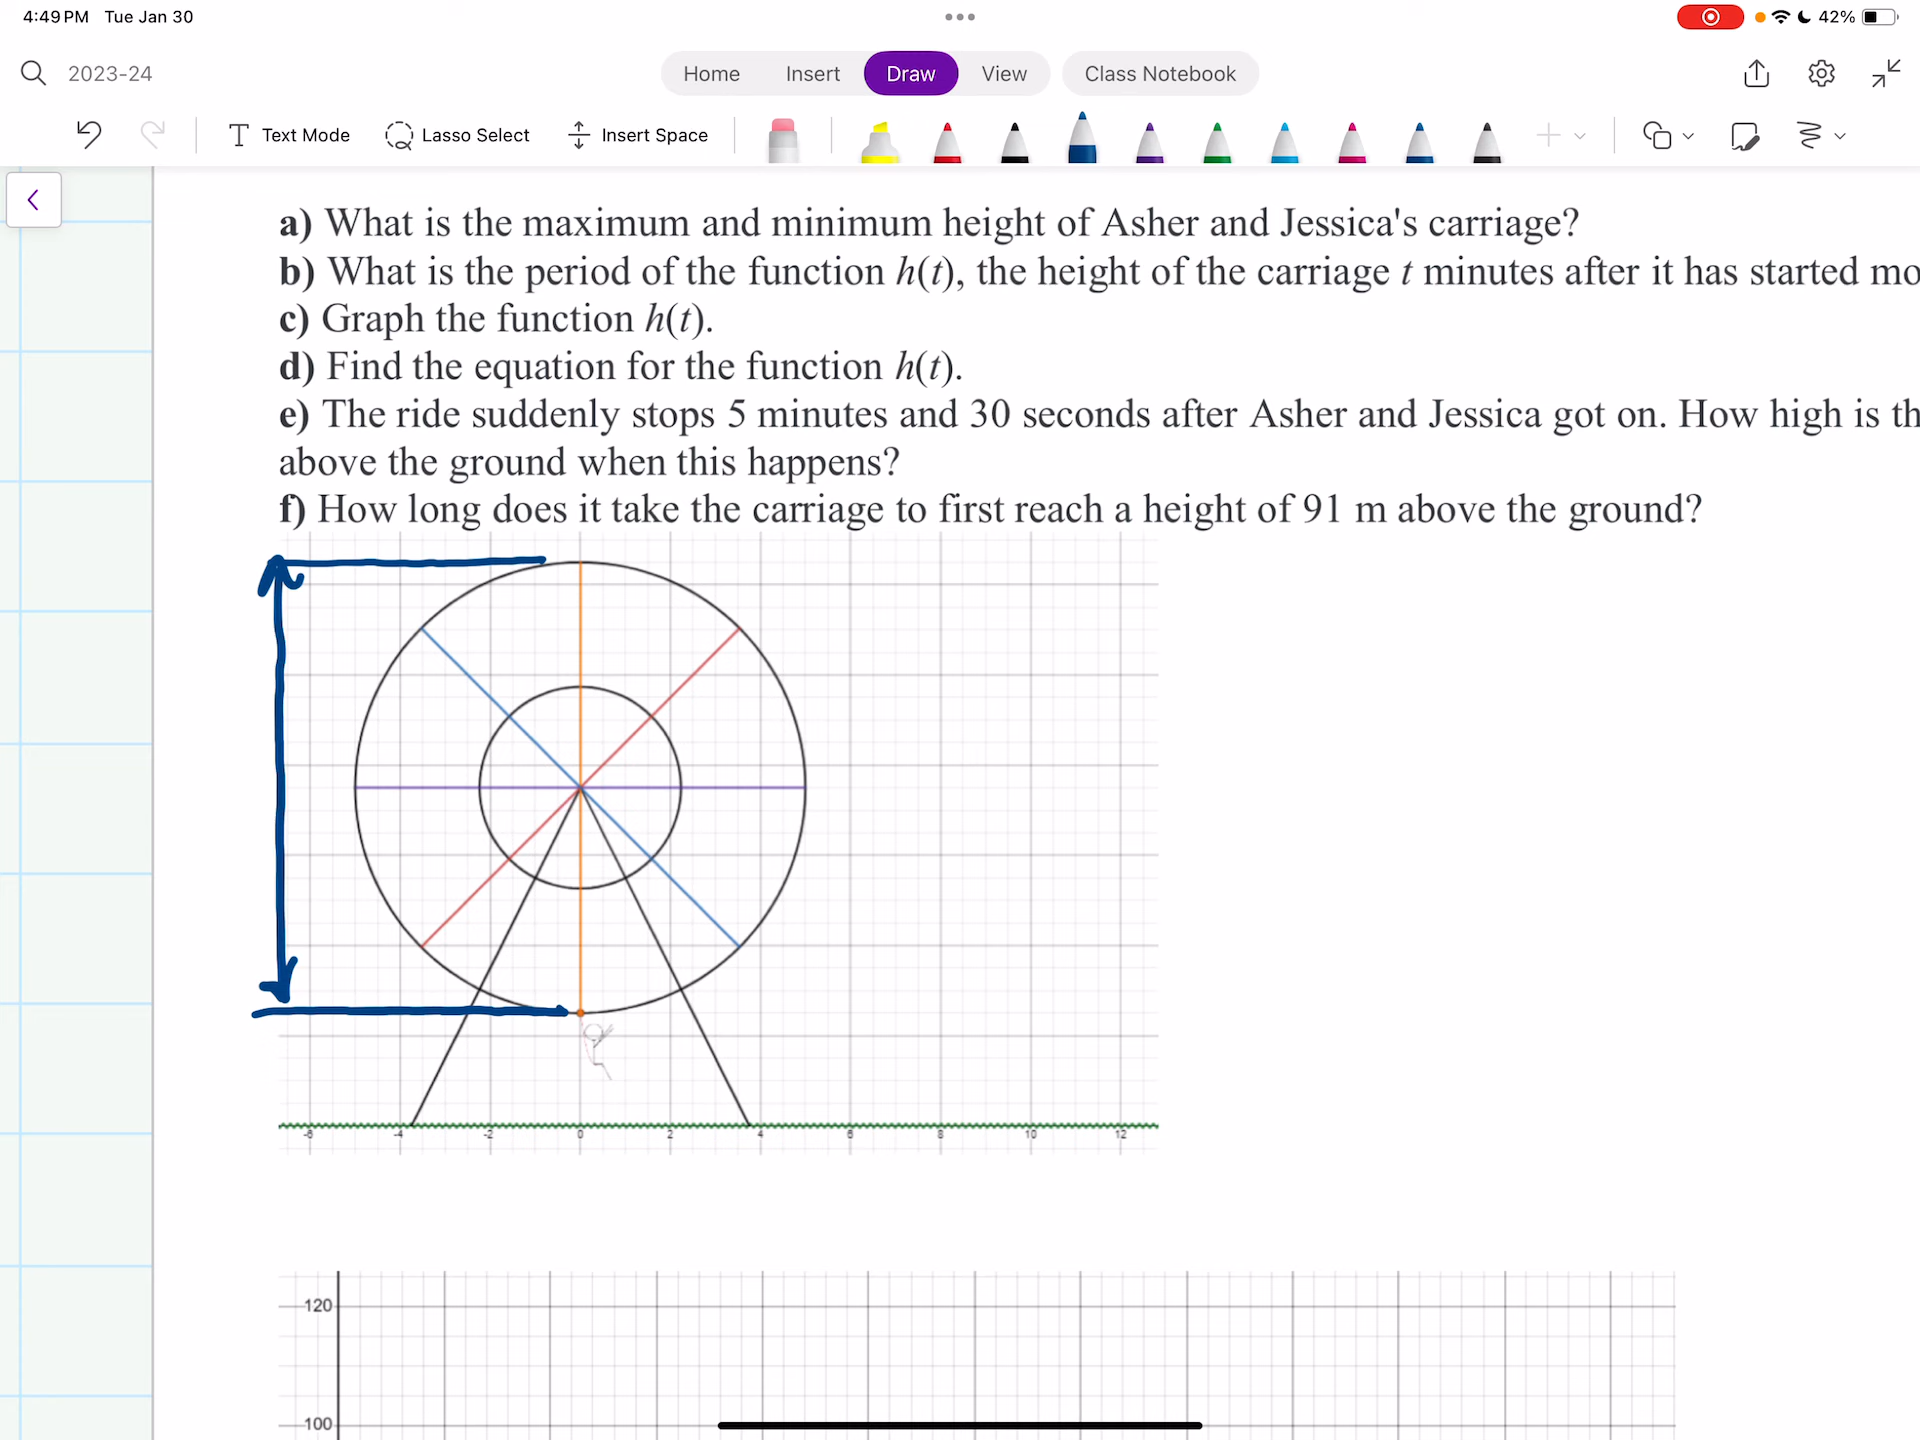 4:49 PM Tue Jan 30
42%
2023-24
Home Insert Draw View Class Notebook
Text Mode Lasso Select Insert Space
a) What is the maximum and minimum height of Asher and Jessica's carriage?
b) What is the period of the function h(t), the height of the carriage t minutes after it has started mo
c) Graph the function h(t).
d) Find the equation for the function h(t).
e) The ride suddenly stops 5 minutes and 30 seconds after Asher and Jessica got on. How high is th
above the ground when this happens?
f) How long does it take the carriage to first reach a height of 91 m above the ground?
-6 -4 -2 0 2 4 6 8 10 12
120
100